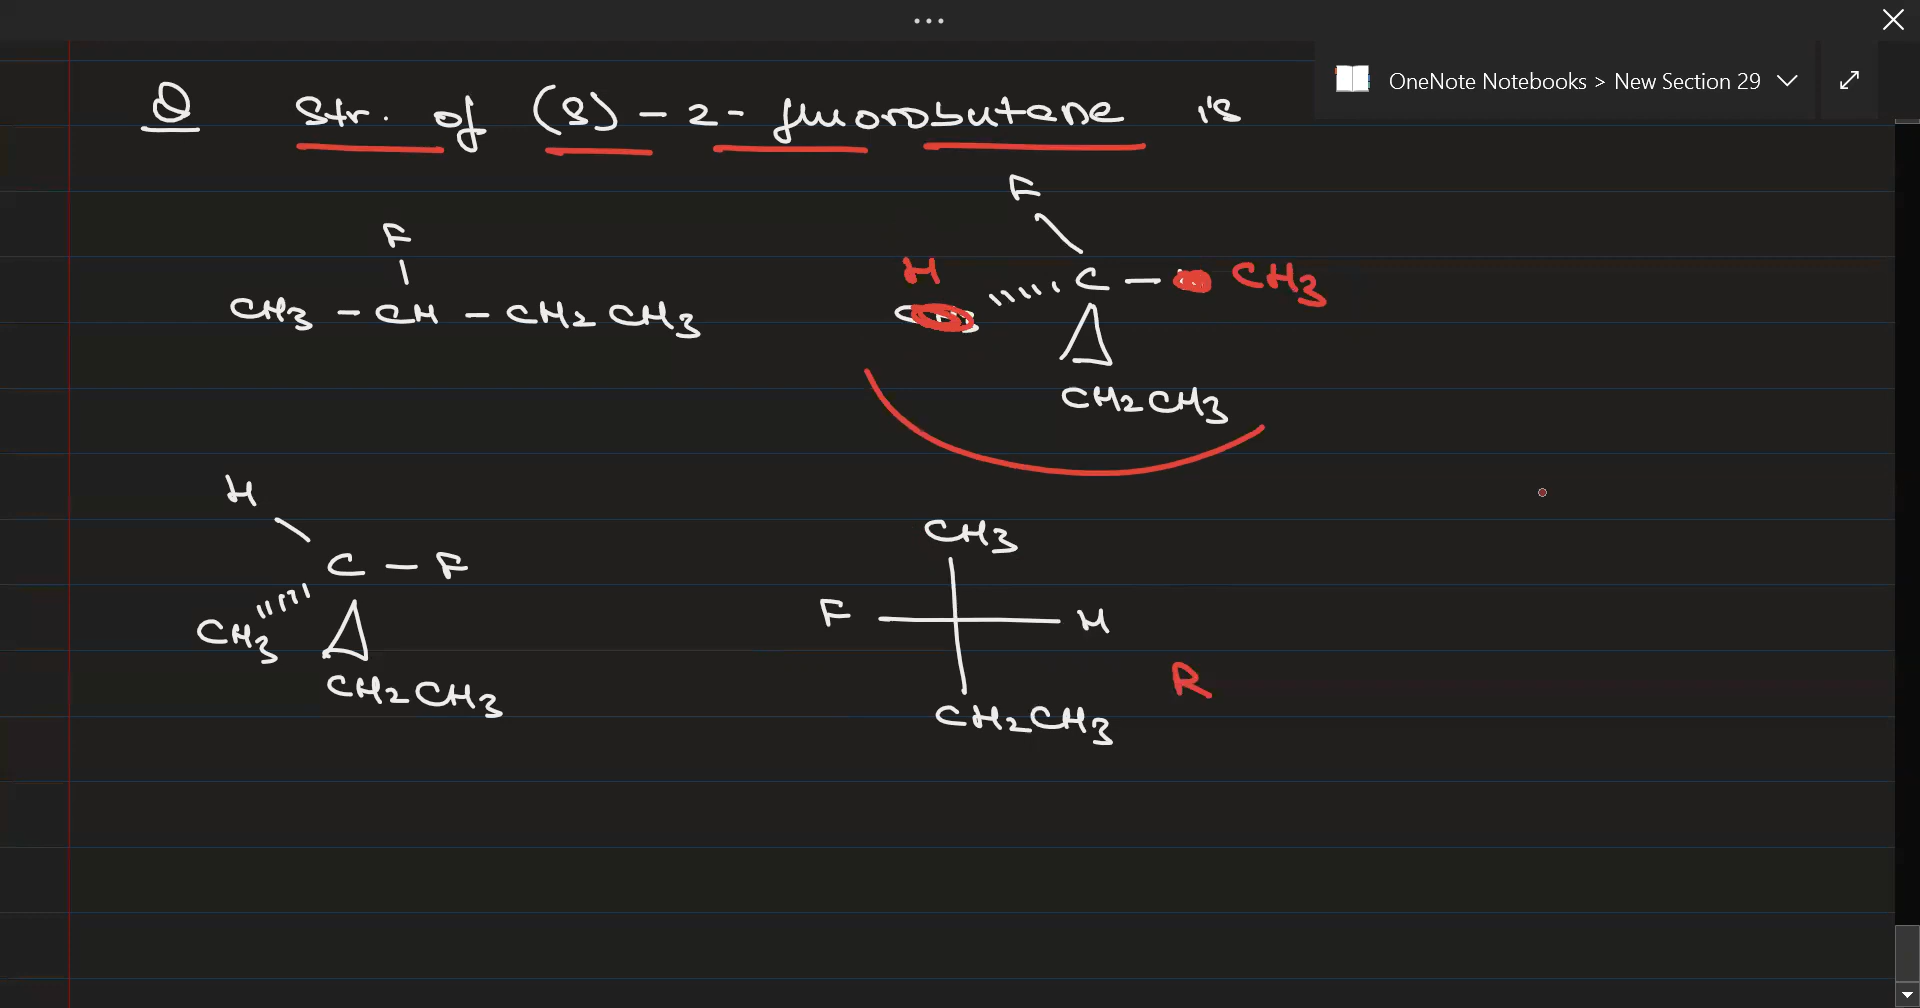 ...
OneNote Notebooks > New Section 29
Q Str. of (S)-2-fluorobutane is
F
CH3 - CH - CH2 CH3
F
H
C - CH3
CH2CH3
H
C - F
CH3
CH2CH3
CH3
F H
R
CH2CH3